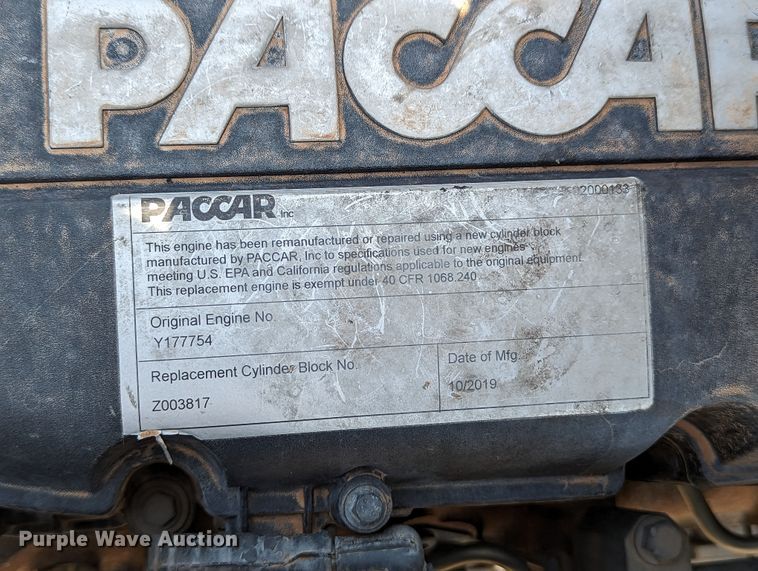 PACCAR
PACCAR Inc
This engine has been remanufactured or repaired using a new cylinder block
manufactured by PACCAR, Inc to specifications used for new engines
meeting U.S. EPA and California regulations applicable to the original equipment.
This replacement engine is exempt under 40 CFR 1068.240.
Original Engine No.
Y177754
Replacement Cylinder Block No.
Z003817
Date of Mfg.
10/2019
Purple Wave Auction